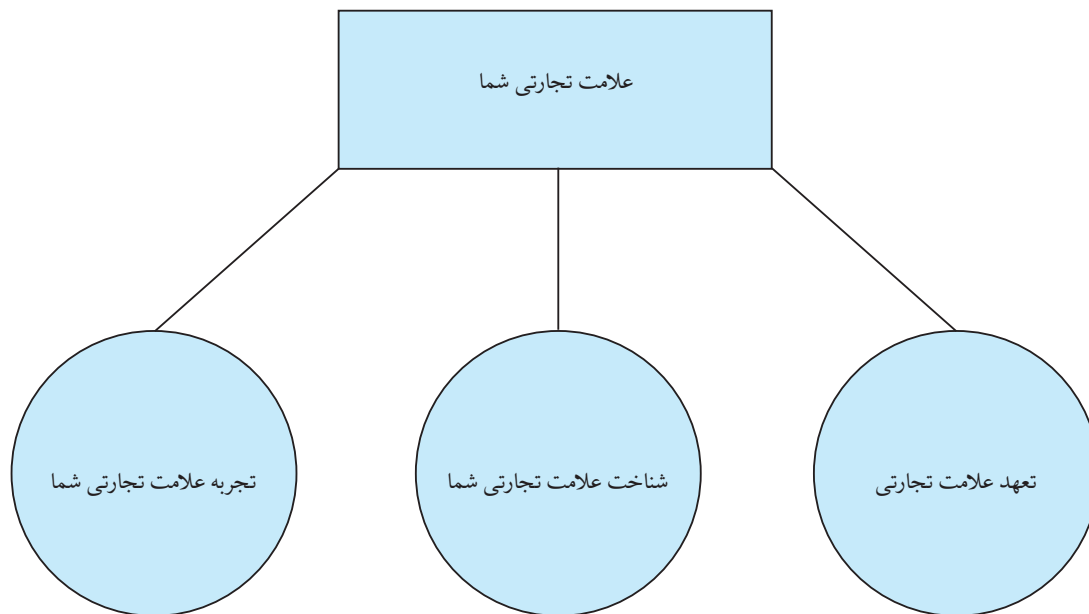 علامت تجارتی شما
تعهد علامت تجارتی
شناخت علامت تجارتی شما
تجربه علامت تجارتی شما